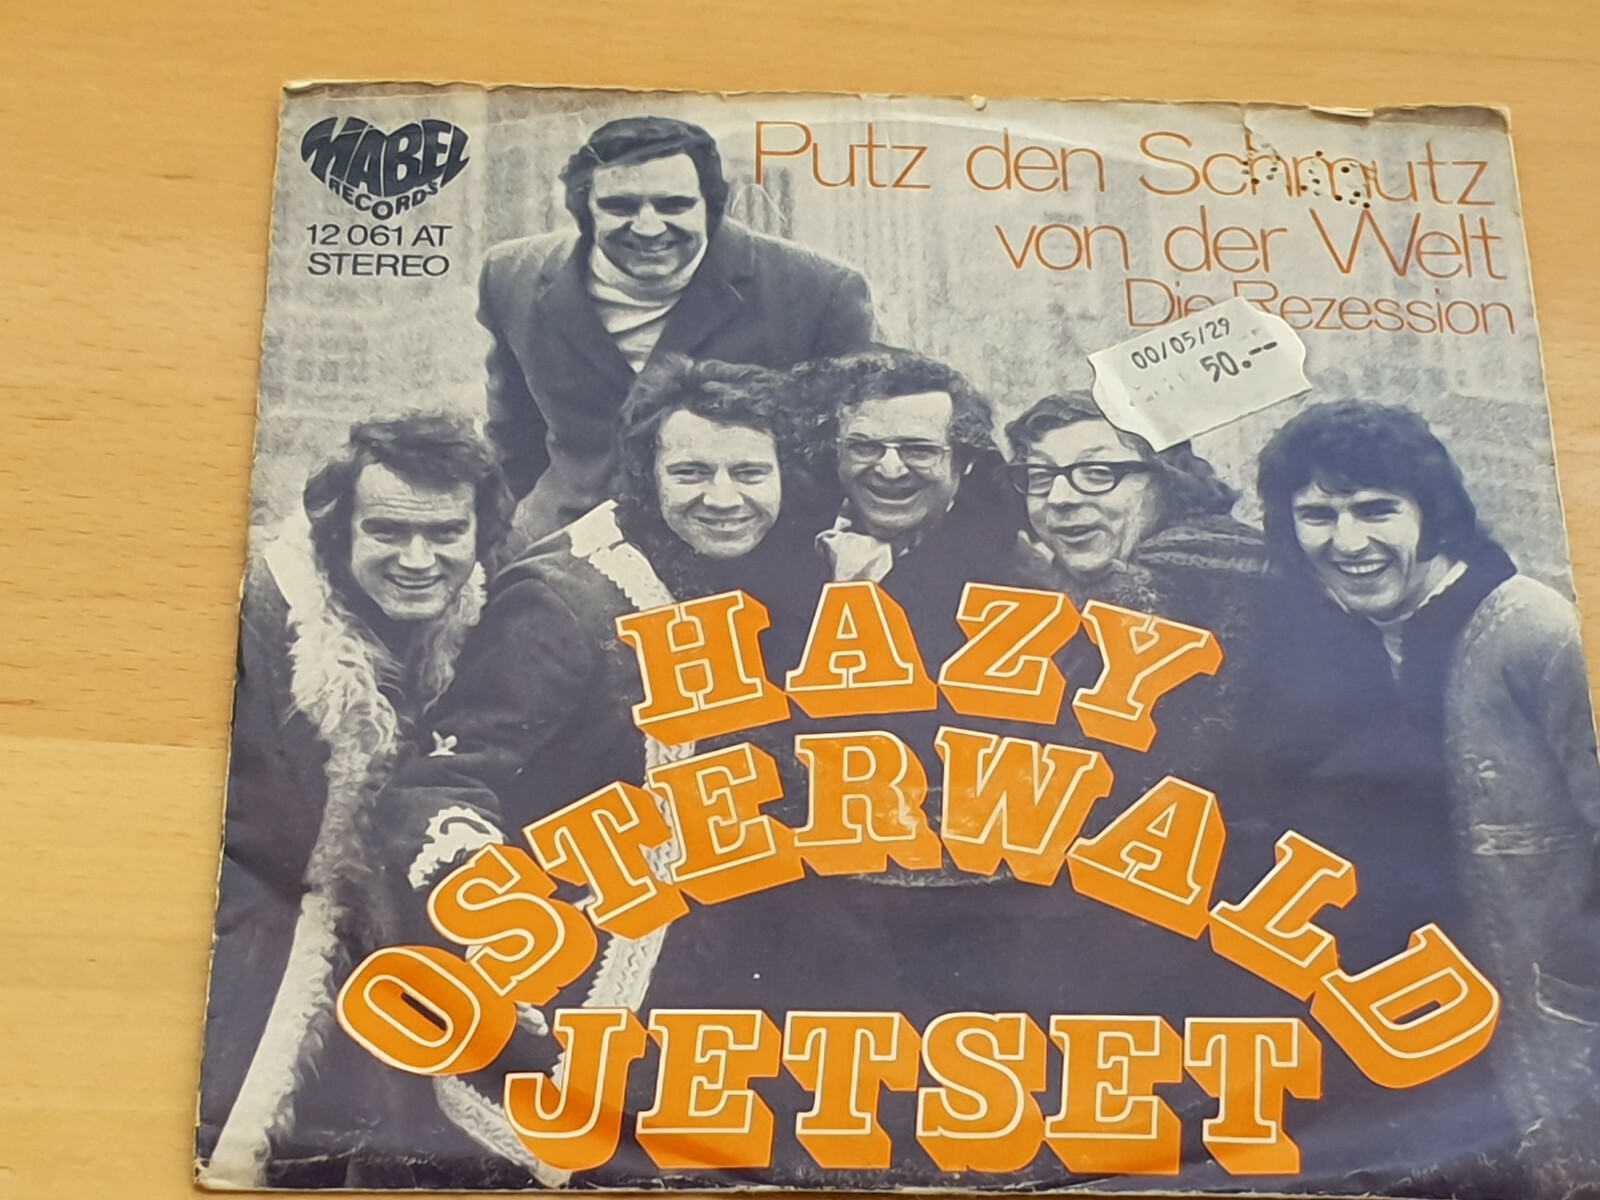 MABEL
RECORDS
12 061 AT
STEREO
Putz den Schmutz
von der Welt
Die Rezession
00/05/29
50.--
HAZY
OSTERWALD
JETSET